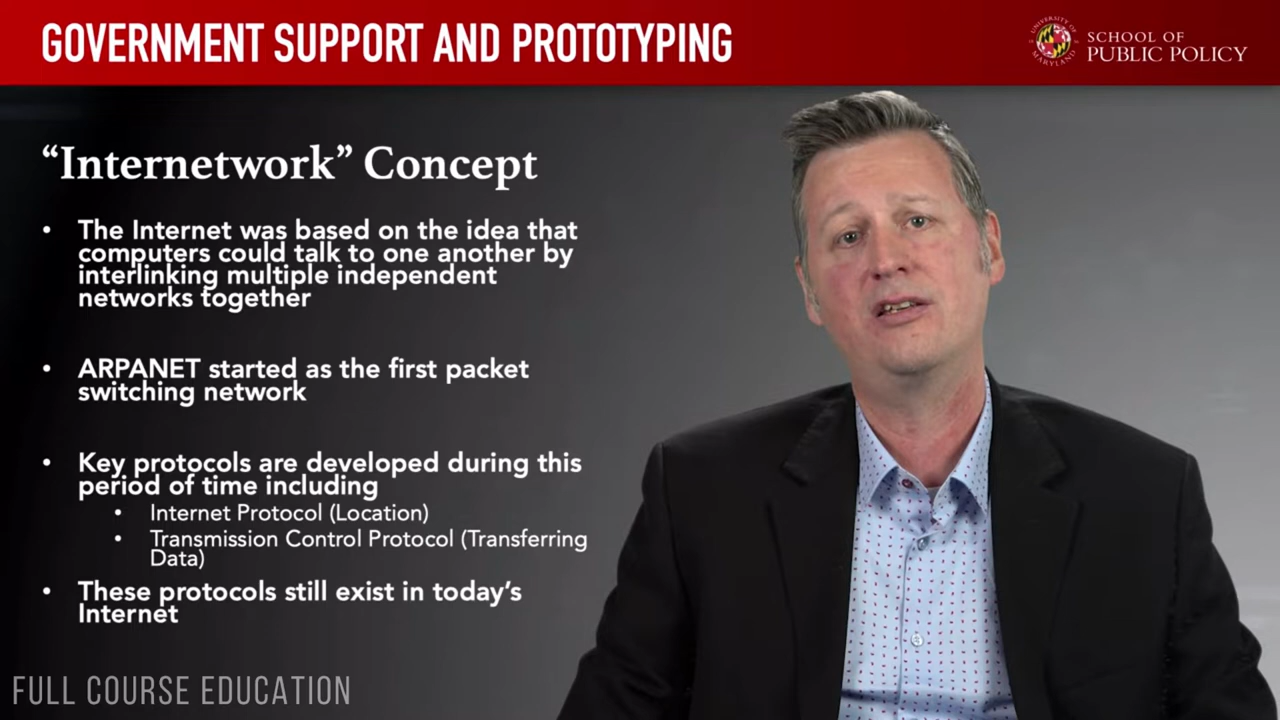 GOVERNMENT SUPPORT AND PROTOTYPING
UNIVERSITY OF MARYLAND
SCHOOL OF
PUBLIC POLICY
“Internetwork” Concept
• The Internet was based on the idea that
computers could talk to one another by
interlinking multiple independent
networks together
• ARPANET started as the first packet
switching network
• Key protocols are developed during this
period of time including
• Internet Protocol (Location)
• Transmission Control Protocol (Transferring
Data)
• These protocols still exist in today’s
Internet
FULL COURSE EDUCATION